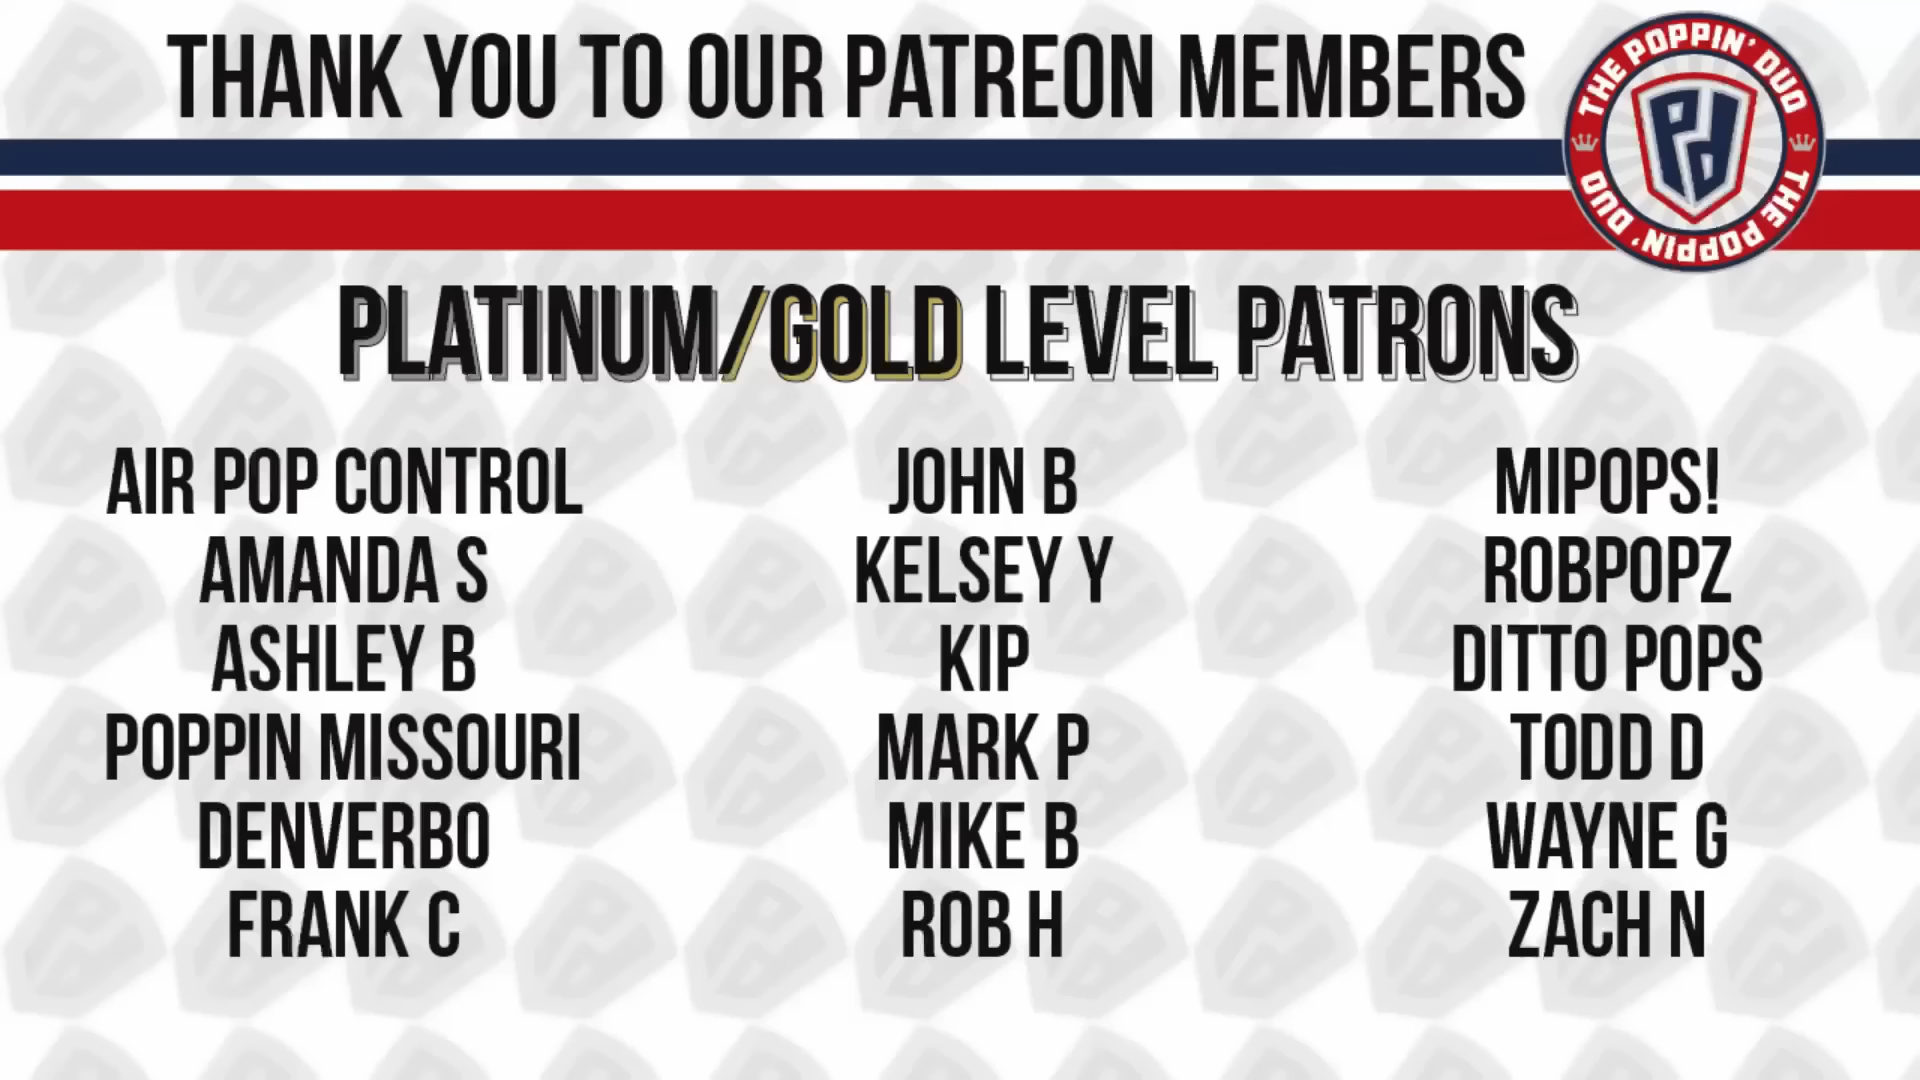 THANK YOU TO OUR PATREON MEMBERS
THE POPPIN' DUO
THE POPPIN' DUO
PD
PLATINUM/GOLD LEVEL PATRONS
AIR POP CONTROL
AMANDA S
ASHLEY B
POPPIN MISSOURI
DENVERBO
FRANK C
JOHN B
KELSEY Y
KIP
MARK P
MIKE B
ROB H
MIPOPS!
ROBPOPZ
DITTO POPS
TODD D
WAYNE G
ZACH N